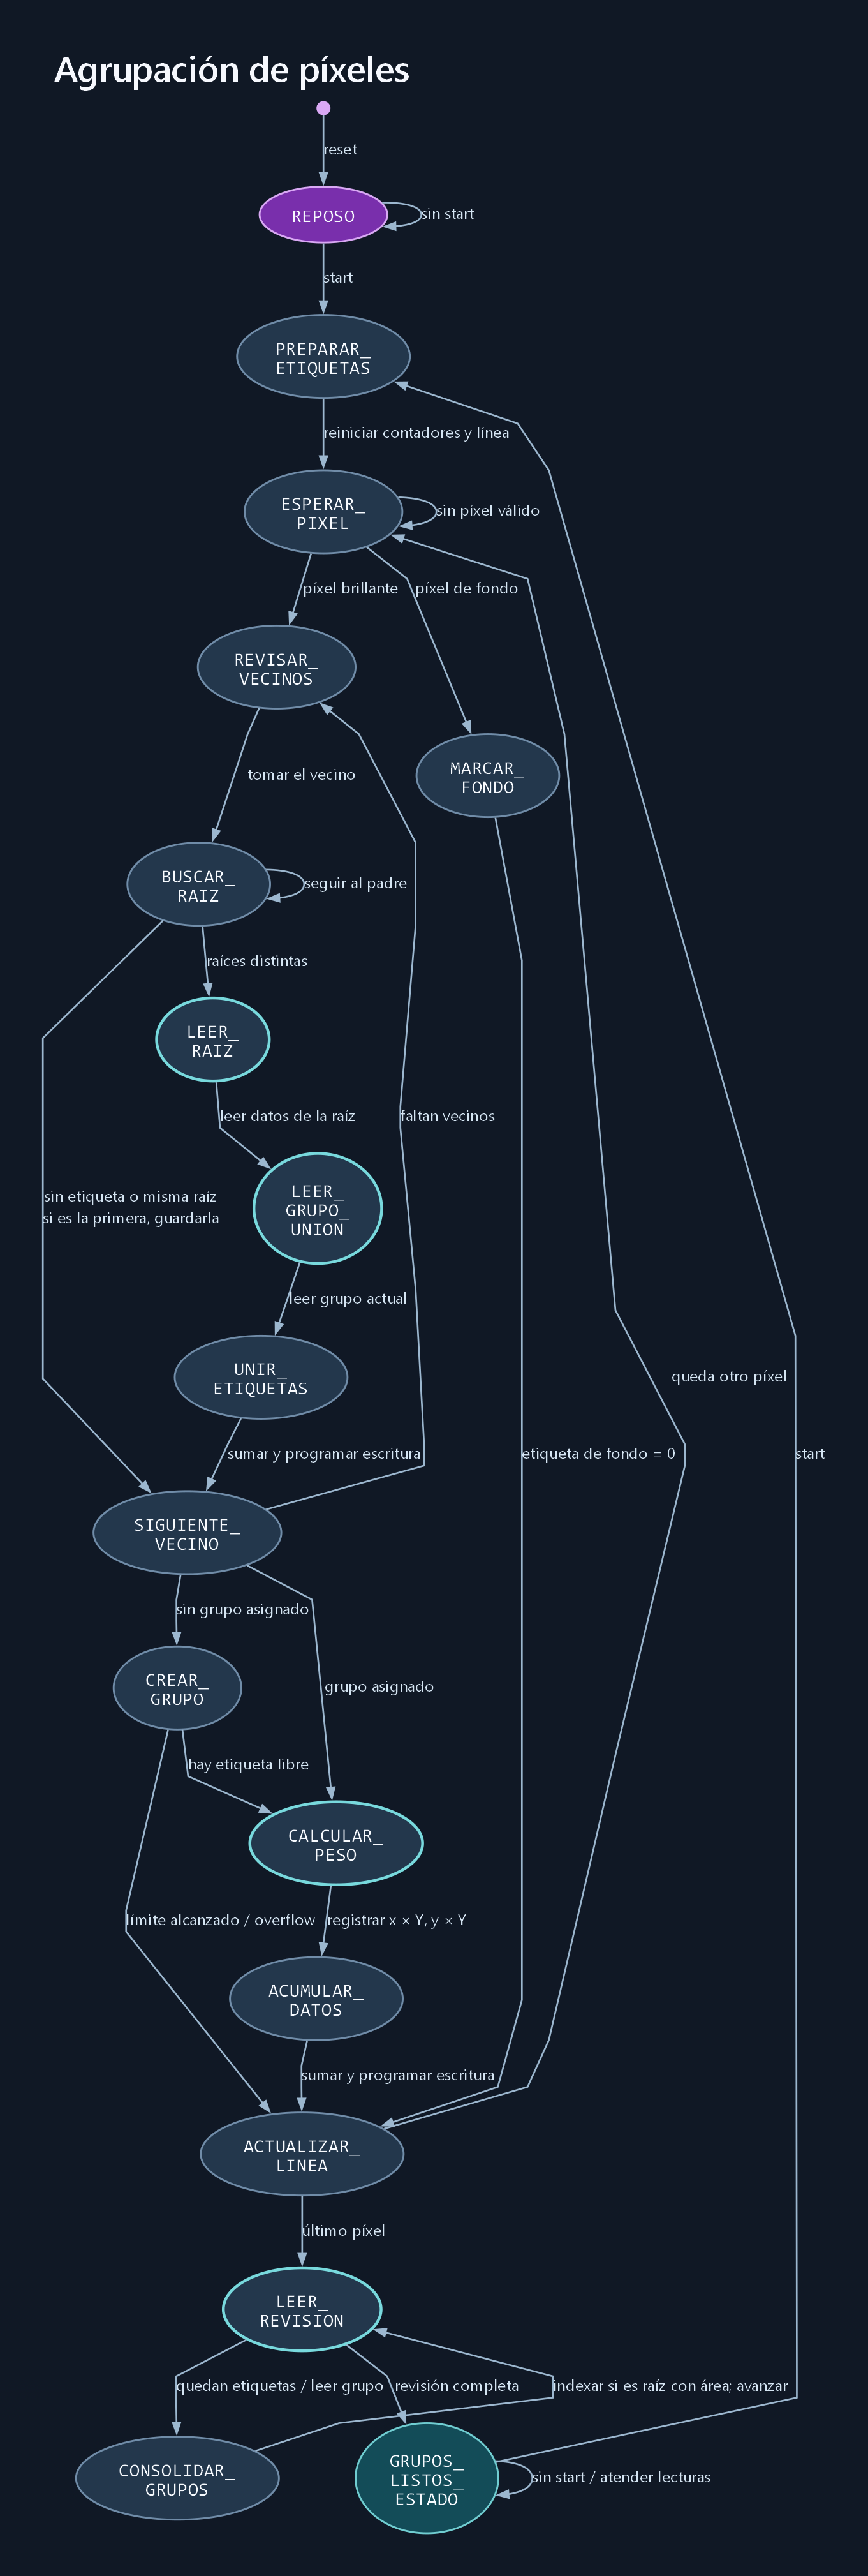 Agrupación de píxeles
reset
REPOSO
sin start
start
PREPARAR_
ETIQUETAS
reiniciar contadores y línea
ESPERAR_
PIXEL
sin píxel válido
píxel brillante
píxel de fondo
REVISAR_
VECINOS
MARCAR_
FONDO
tomar el vecino
BUSCAR_
RAIZ
seguir al padre
raíces distintas
LEER_
RAIZ
leer datos de la raíz
faltan vecinos
LEER_
GRUPO_
UNION
sin etiqueta o misma raíz
si es la primera, guardarla
leer grupo actual
UNIR_
ETIQUETAS
queda otro píxel
sumar y programar escritura
etiqueta de fondo = 0
start
SIGUIENTE_
VECINO
sin grupo asignado
CREAR_
GRUPO
grupo asignado
hay etiqueta libre
CALCULAR_
PESO
límite alcanzado / overflow
registrar x × Y, y × Y
ACUMULAR_
DATOS
sumar y programar escritura
ACTUALIZAR_
LINEA
último píxel
LEER_
REVISION
quedan etiquetas / leer grupo
revisión completa
indexar si es raíz con área; avanzar
CONSOLIDAR_
GRUPOS
GRUPOS_
LISTOS_
ESTADO
sin start / atender lecturas